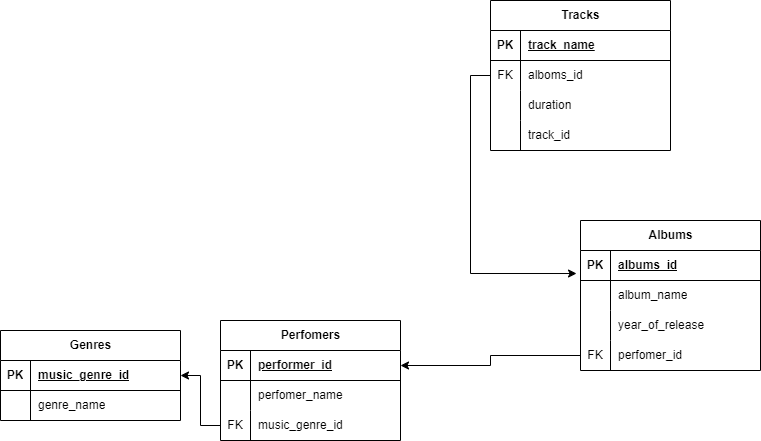 Tracks
PK track_name
FK alboms_id
duration
track_id
Albums
PK albums_id
album_name
year_of_release
FK perfomer_id
Perfomers
PK performer_id
perfomer_name
FK music_genre_id
Genres
PK music_genre_id
genre_name